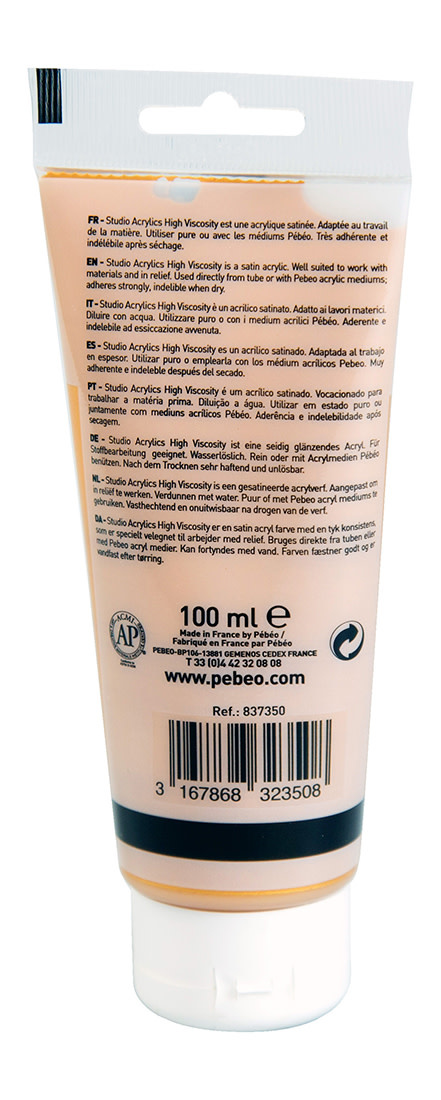 FR - Studio Acrylics High Viscosity est une acrylique satinée. Adaptée au travail
de la matière. Utiliser pure ou avec les médiums Pébéo. Très adhérente et
indélébile après séchage.
EN - Studio Acrylics High Viscosity is a satin acrylic. Well suited to work with
materials and in relief. Used directly from tube or with Pebeo acrylic mediums;
adheres strongly, indelible when dry.
IT - Studio Acrylics High Viscosity è un acrilico satinato. Adatto ai lavori materici.
Diluire con acqua. Utilizzare puro o con i medium acrilici Pébéo. Aderente e
indelebile ad essiccazione avvenuta.
ES - Studio Acrylics High Viscosity es un acrílico satinado. Adaptada al trabajo
en espesor. Utilizar puro o emplearla con los médium acrílicos Pebeo. Muy
adherente e indeleble después del secado.
PT - Studio Acrylics High Viscosity é um acrílico satinado. Vocacionado para
trabalhar a matéria prima. Diluição a água. Utilizar em estado puro ou
juntamente com mediuns acrílicos Pébéo. Aderência e indelebilidade após
secagem.
DE - Studio Acrylics High Viscosity ist eine seidig glänzendes Acryl. Für
Stoffbearbeitung geeignet. Wasserlöslich. Rein oder mit Acrylmedien Pébéo
benützen. Nach dem Trocknen sehr haftend und unlösbar.
NL - Studio Acrylics High Viscosity is een gesatineerde acrylverf. Aangepast om
in reliëf te werken. Verdunnen met water. Puur of met Pebeo acryl mediums te
gebruiken. Vasthechtend en onuitwisbaar na drogen van de verf.
DA - Studio Acrylics High Viscosity er en satin acryl farve med en tyk konsistens,
som er specielt velegnet til arbejder med relief. Bruges direkte fra tuben eller
med Pebeo acryl medier. Kan fortyndes med vand. Farven fæstner godt og er
vandfast efter tørring.
ACMI
AP
100 ml e
Made in France by Pébéo /
Fabriqué en France par Pébéo
PEBEO-BP106-13881 GEMENOS CEDEX FRANCE
T 33 (0)4 42 32 08 08
www.pebeo.com
Ref.: 837350
3 167868 323508